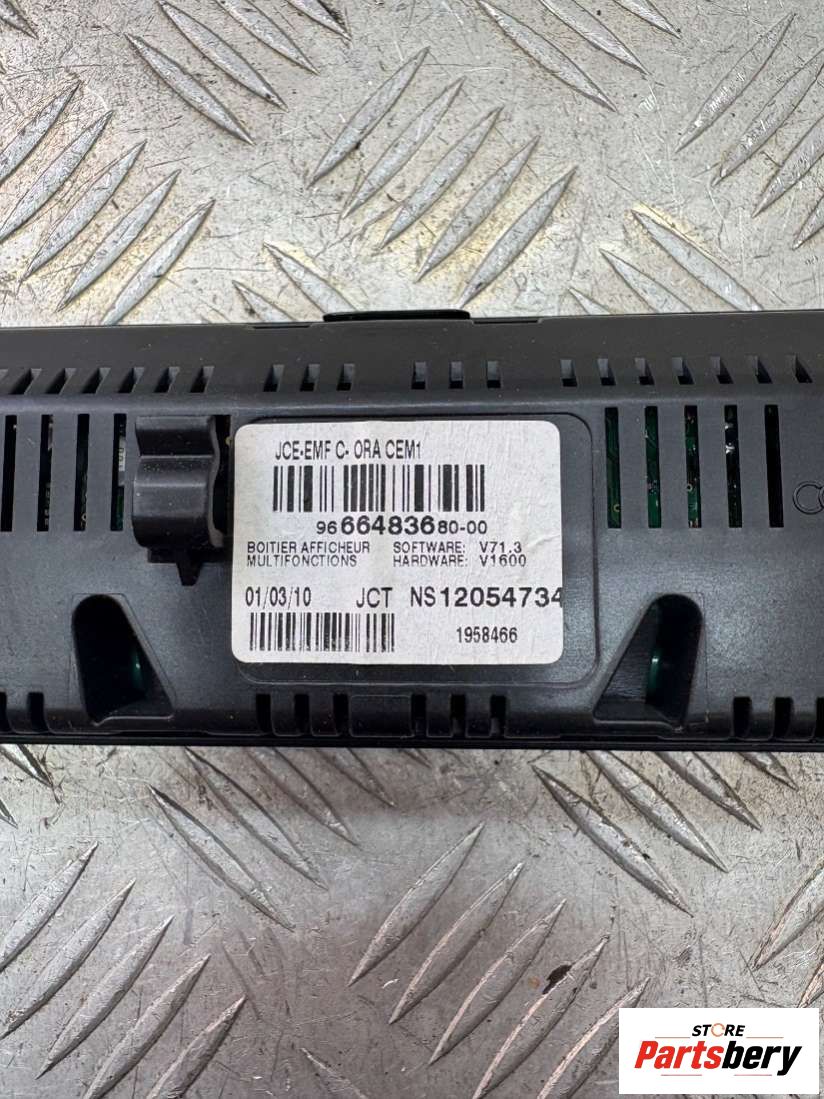 JCE-EMF C- ORA CEM1
9666483680-00
BOITIER AFFICHEUR SOFTWARE: V71.3
MULTIFONCTIONS HARDWARE: V1600
01/03/10 JCT NS12054734
1958466
STORE
Partsbery